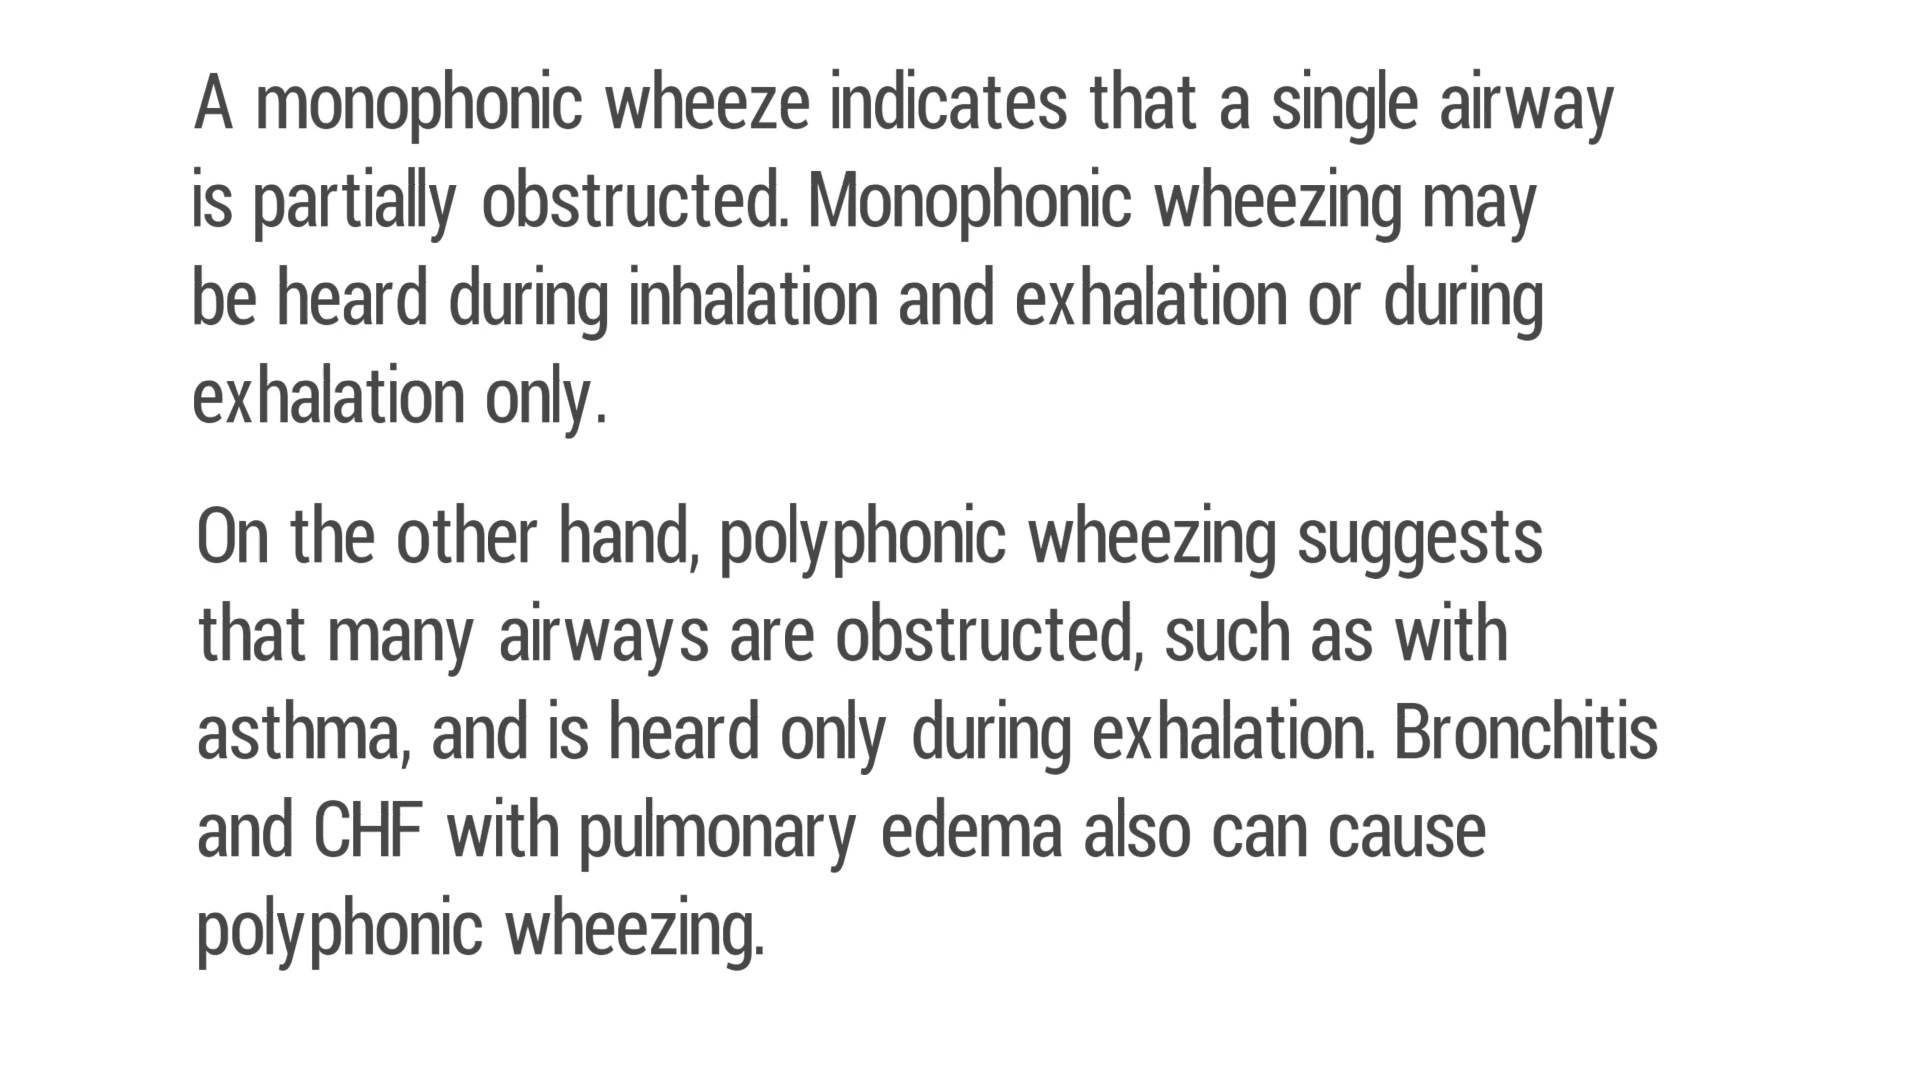 A monophonic wheeze indicates that a single airway
is partially obstructed. Monophonic wheezing may
be heard during inhalation and exhalation or during
exhalation only.
On the other hand, polyphonic wheezing suggests
that many airways are obstructed, such as with
asthma, and is heard only during exhalation. Bronchitis
and CHF with pulmonary edema also can cause
polyphonic wheezing.